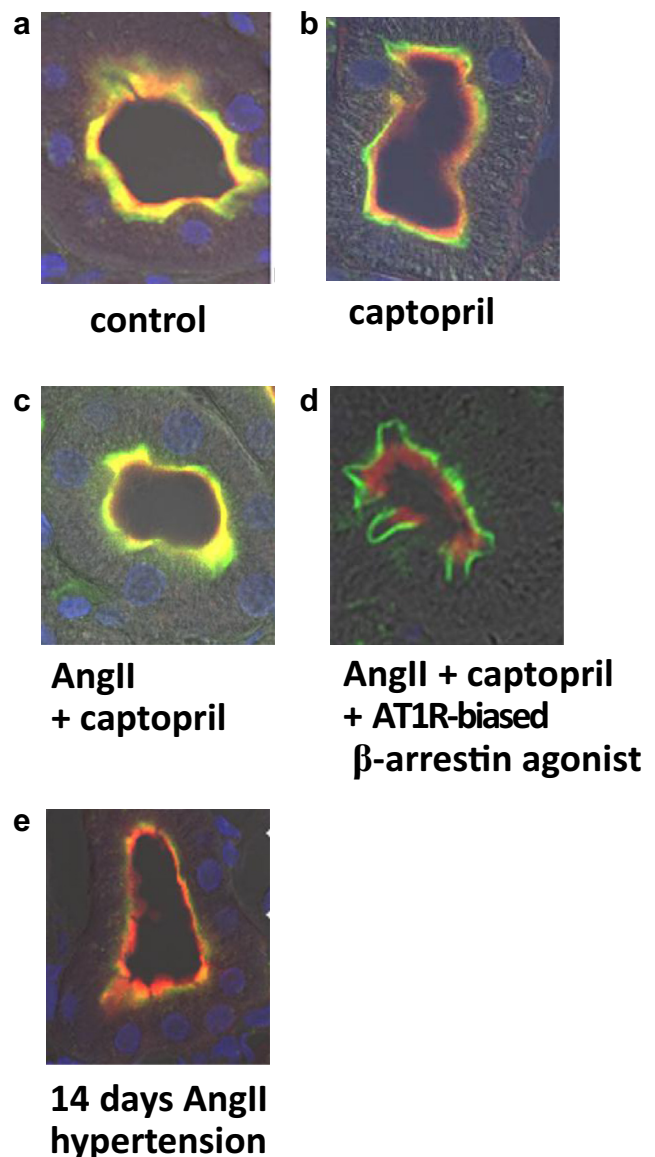 a
b
control
captopril
c
d
AngII
+ captopril
AngII + captopril
+ AT1R-biased
β-arrestin agonist
e
14 days AngII
hypertension